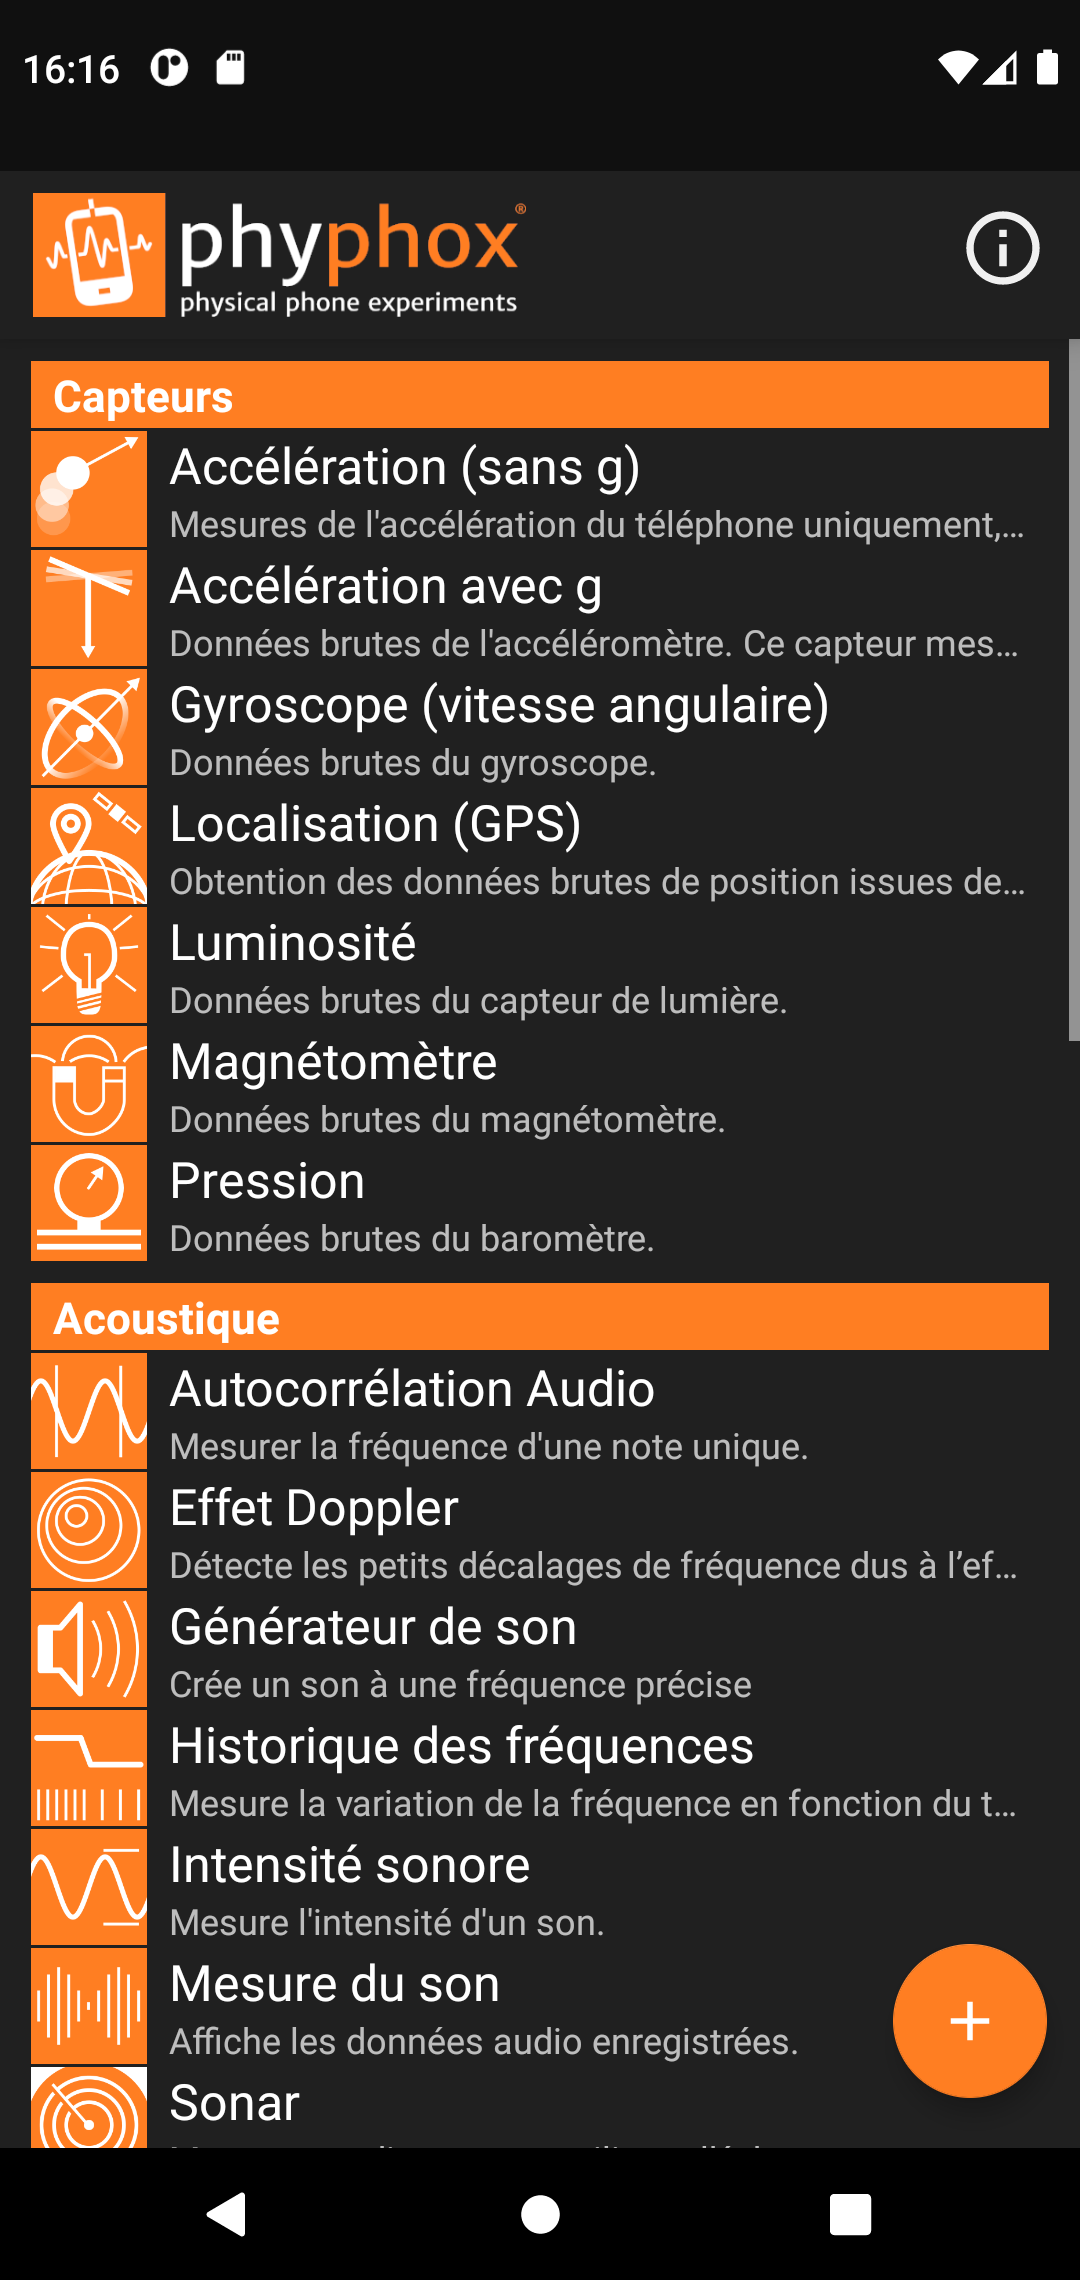 16:16
phyphox®
physical phone experiments
Capteurs
Accélération (sans g)
Mesures de l'accélération du téléphone uniquement,…
Accélération avec g
Données brutes de l'accéléromètre. Ce capteur mes…
Gyroscope (vitesse angulaire)
Données brutes du gyroscope.
Localisation (GPS)
Obtention des données brutes de position issues de…
Luminosité
Données brutes du capteur de lumière.
Magnétomètre
Données brutes du magnétomètre.
Pression
Données brutes du baromètre.
Acoustique
Autocorrélation Audio
Mesurer la fréquence d'une note unique.
Effet Doppler
Détecte les petits décalages de fréquence dus à l’ef…
Générateur de son
Crée un son à une fréquence précise
Historique des fréquences
Mesure la variation de la fréquence en fonction du t…
Intensité sonore
Mesure l'intensité d'un son.
Mesure du son
Affiche les données audio enregistrées.
Sonar